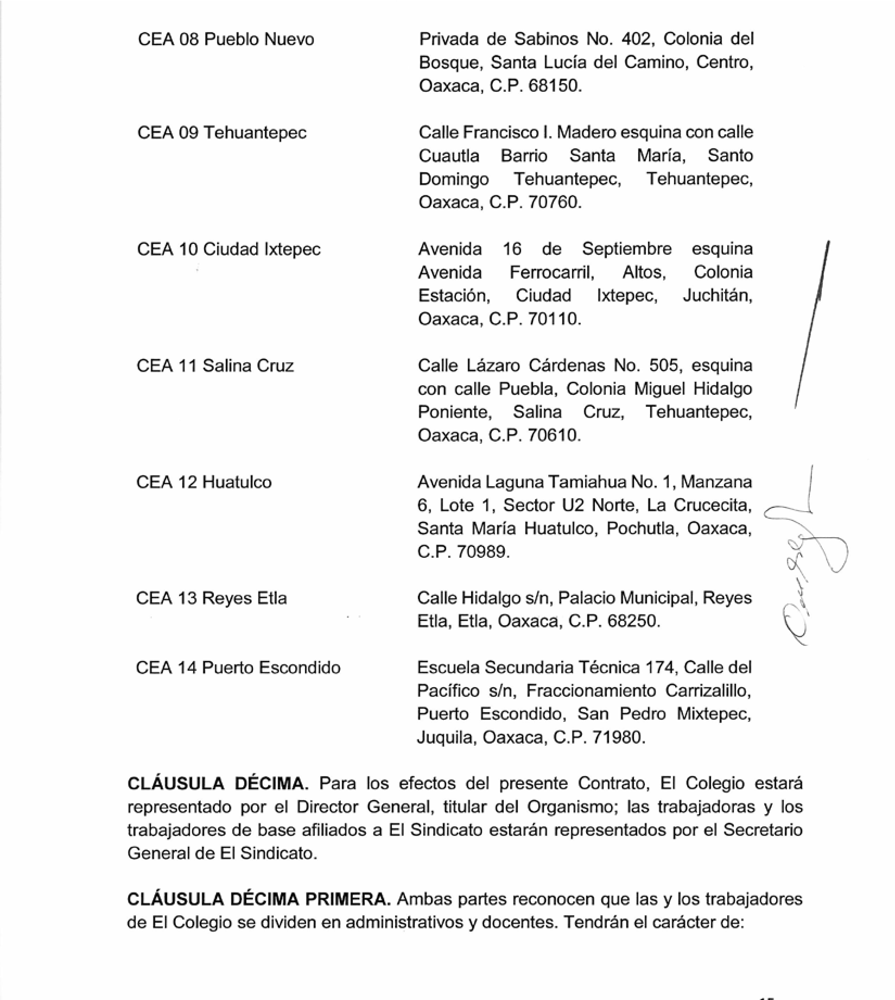 CEA 08 Pueblo Nuevo
Privada de Sabinos No. 402, Colonia del
Bosque, Santa Lucía del Camino, Centro,
Oaxaca, C.P. 68150.
CEA 09 Tehuantepec
Calle Francisco I. Madero esquina con calle
Cuautla Barrio Santa María, Santo
Domingo Tehuantepec, Tehuantepec,
Oaxaca, C.P. 70760.
CEA 10 Ciudad Ixtepec
Avenida 16 de Septiembre esquina
Avenida Ferrocarril, Altos, Colonia
Estación, Ciudad Ixtepec, Juchitán,
Oaxaca, C.P. 70110.
CEA 11 Salina Cruz
Calle Lázaro Cárdenas No. 505, esquina
con calle Puebla, Colonia Miguel Hidalgo
Poniente, Salina Cruz, Tehuantepec,
Oaxaca, C.P. 70610.
CEA 12 Huatulco
Avenida Laguna Tamiahua No. 1, Manzana
6, Lote 1, Sector U2 Norte, La Crucecita,
Santa María Huatulco, Pochutla, Oaxaca,
C.P. 70989.
CEA 13 Reyes Etla
Calle Hidalgo s/n, Palacio Municipal, Reyes
Etla, Etla, Oaxaca, C.P. 68250.
CEA 14 Puerto Escondido
Escuela Secundaria Técnica 174, Calle del
Pacífico s/n, Fraccionamiento Carrizalillo,
Puerto Escondido, San Pedro Mixtepec,
Juquila, Oaxaca, C.P. 71980.
CLÁUSULA DÉCIMA. Para los efectos del presente Contrato, El Colegio estará
representado por el Director General, titular del Organismo; las trabajadoras y los
trabajadores de base afiliados a El Sindicato estarán representados por el Secretario
General de El Sindicato.
CLÁUSULA DÉCIMA PRIMERA. Ambas partes reconocen que las y los trabajadores
de El Colegio se dividen en administrativos y docentes. Tendrán el carácter de: